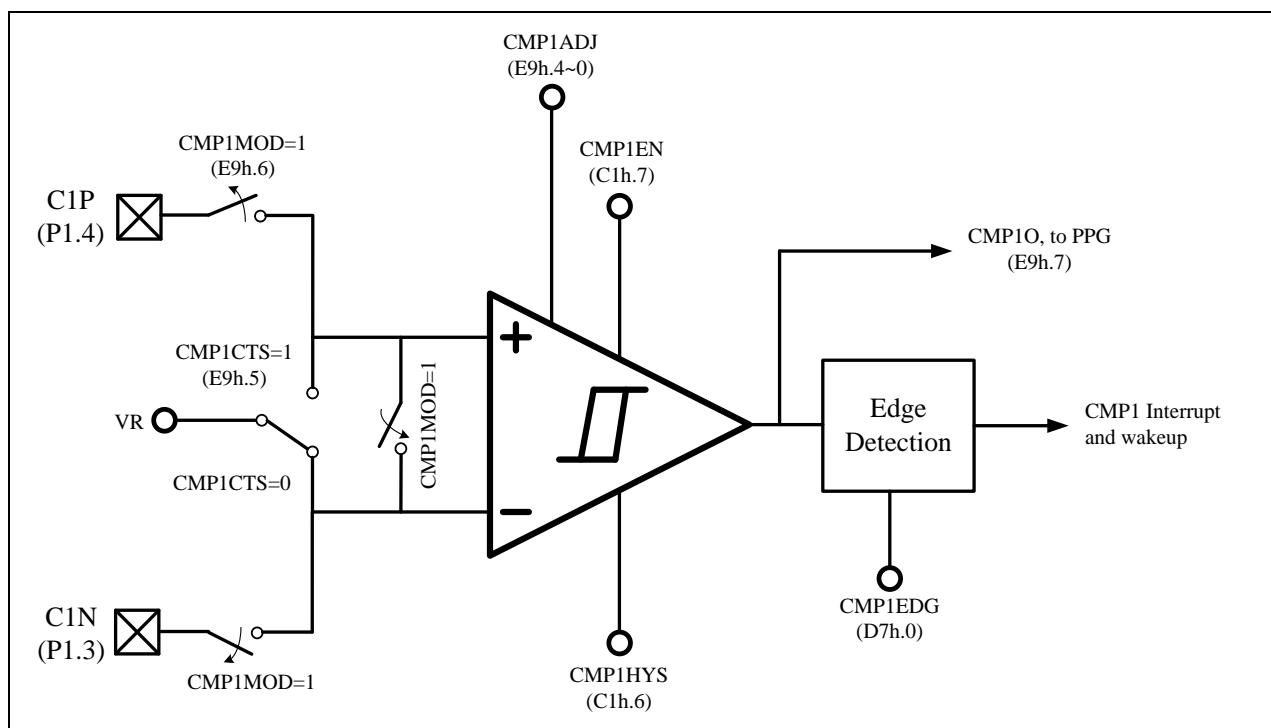 CMP1ADJ
(E9h.4~0)
CMP1MOD=1
(E9h.6)
CMP1EN
(C1h.7)
C1P
(P1.4)
CMP1O, to PPG
(E9h.7)
CMP1CTS=1
(E9h.5)
+
CMP1MOD=1
VR
Edge
Detection
CMP1 Interrupt
and wakeup
CMP1CTS=0
−
C1N
(P1.3)
CMP1MOD=1
CMP1EDG
(D7h.0)
CMP1HYS
(C1h.6)